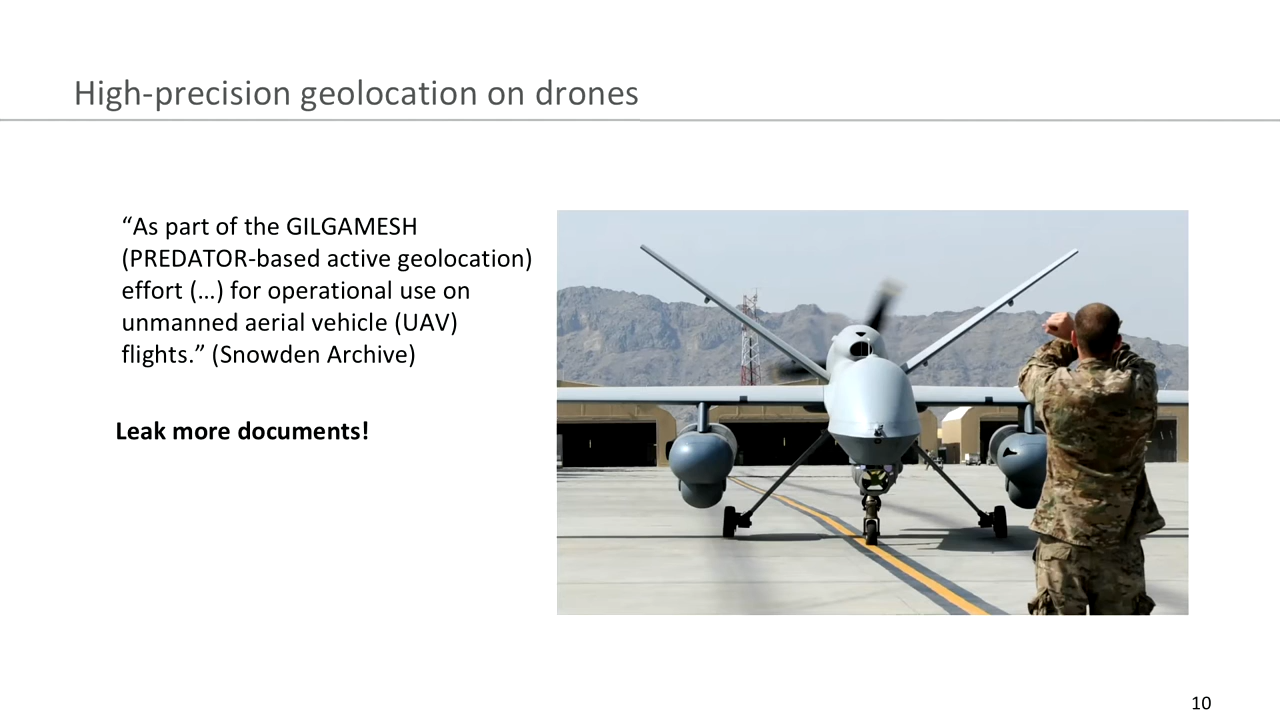 High-precision geolocation on drones
“As part of the GILGAMESH
(PREDATOR-based active geolocation)
effort (…) for operational use on
unmanned aerial vehicle (UAV)
flights.” (Snowden Archive)
Leak more documents!
10